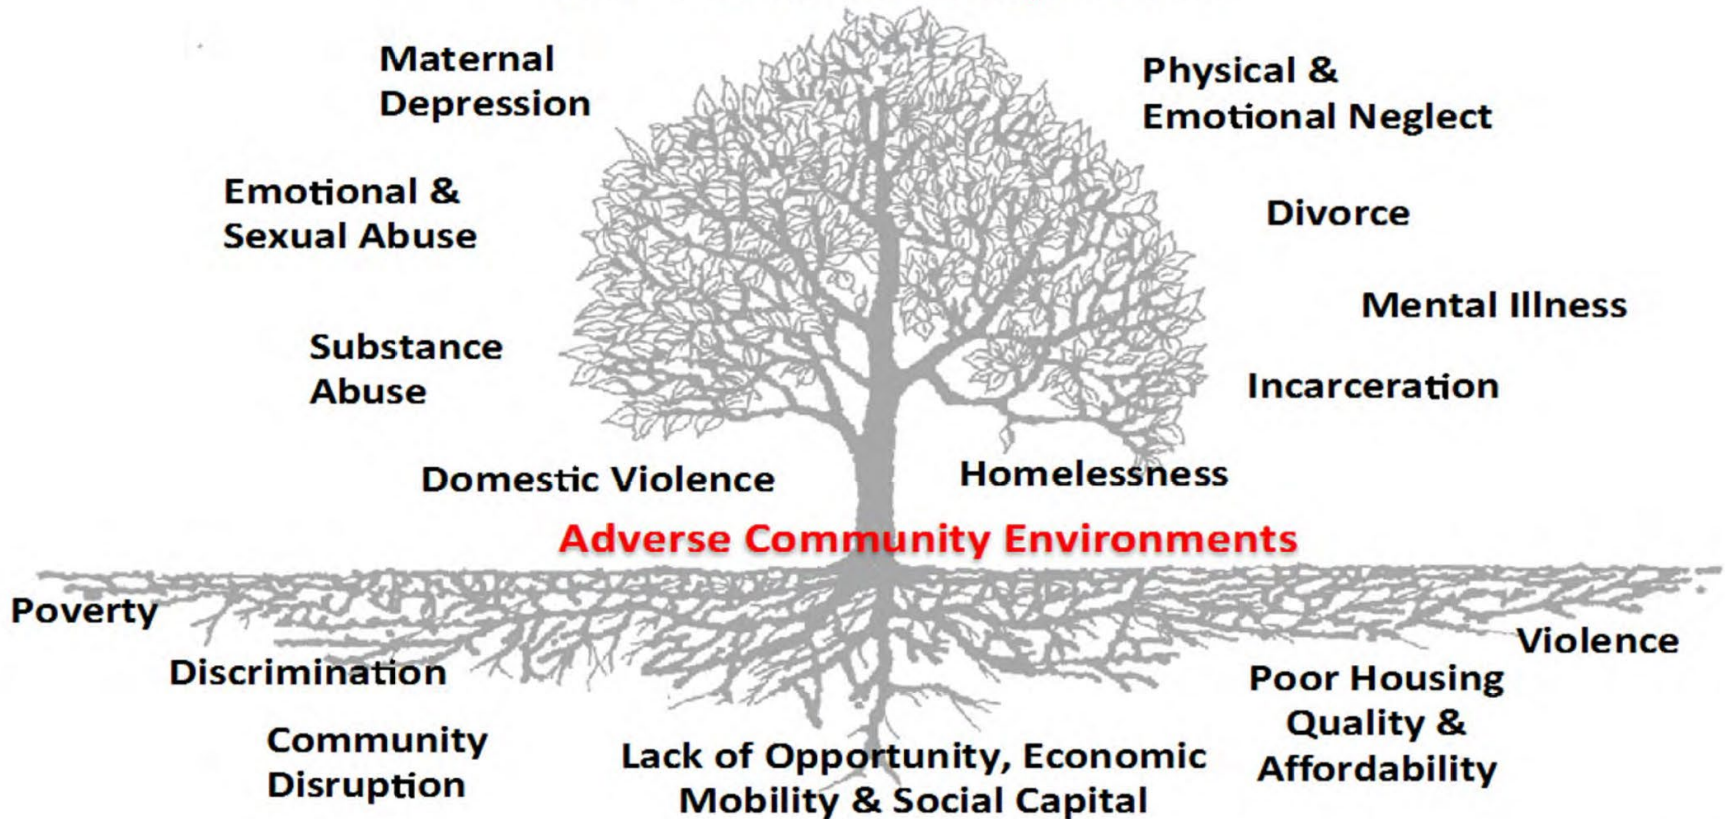 Maternal
Depression
Physical &
Emotional Neglect
Emotional &
Sexual Abuse
Divorce
Mental Illness
Substance
Abuse
Incarceration
Domestic Violence
Homelessness
Adverse Community Environments
Poverty
Violence
Discrimination
Poor Housing
Quality &
Affordability
Community
Disruption
Lack of Opportunity, Economic
Mobility & Social Capital